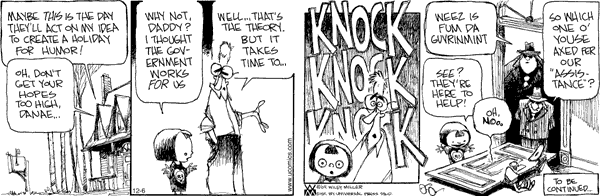 MAYBE THIS IS THE DAY
THEY'LL ACT ON MY IDEA
TO CREATE A HOLIDAY
FOR HUMOR!
OH, DON'T
GET YOUR
HOPES
TOO HIGH,
DANAE...
12-6
WHY NOT,
DADDY?
I THOUGHT
THE GOV-
ERNMENT
WORKS
FOR US
WELL...THAT'S
THE THEORY.
BUT IT
TAKES
TIME TO...
www.ucomics.com
KNOCK
KNOCK
KNOCK
WILEY MILLER
DIST. BY UNIVERSAL PRESS SYND.
WEEZ IS
FUM DA
GUVRINMINT
SEE?
THEY'RE
HERE TO
HELP!
OH.
NO...
SO WHICH
ONE O'
YOUSE
AXED FER
OUR
"ASSIS-
TANCE"?
TO BE
CONTINUED...